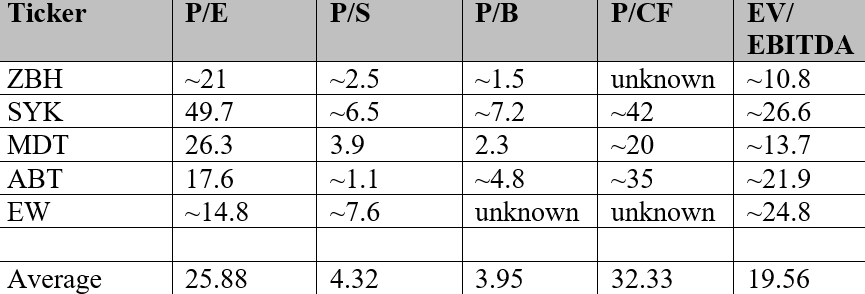 Ticker P/E P/S P/B P/CF EV/
EBITDA
ZBH ~21 ~2.5 ~1.5 unknown ~10.8
SYK 49.7 ~6.5 ~7.2 ~42 ~26.6
MDT 26.3 3.9 2.3 ~20 ~13.7
ABT 17.6 ~1.1 ~4.8 ~35 ~21.9
EW ~14.8 ~7.6 unknown unknown ~24.8
Average 25.88 4.32 3.95 32.33 19.56